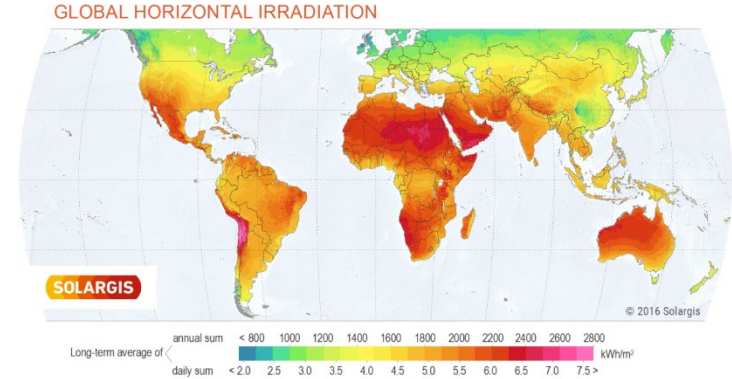 GLOBAL HORIZONTAL IRRADIATION
SOLARGIS
© 2016 Solargis
annual sum < 800 1000 1200 1400 1600 1800 2000 2200 2400 2600 2800
Long-term average of kWh/m²
daily sum < 2.0 2.5 3.0 3.5 4.0 4.5 5.0 5.5 6.0 6.5 7.0 7.5 >